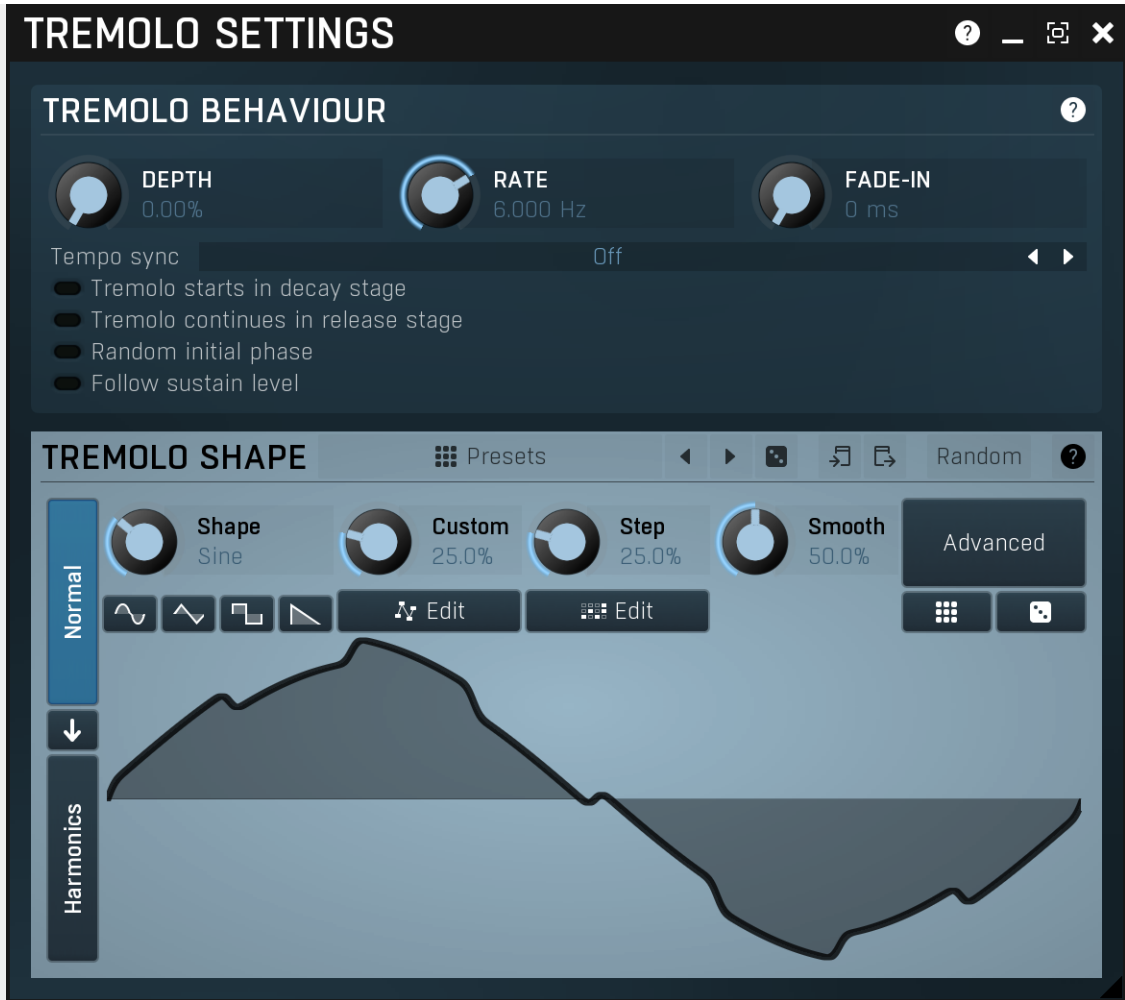 TREMOLO SETTINGS
TREMOLO BEHAVIOUR
DEPTH
0.00%
RATE
6.000 Hz
FADE-IN
0 ms
Tempo sync
Off
Tremolo starts in decay stage
Tremolo continues in release stage
Random initial phase
Follow sustain level
TREMOLO SHAPE
Presets
Random
Normal
Shape
Sine
Custom
25.0%
Step
25.0%
Smooth
50.0%
Advanced
Edit
Edit
Harmonics